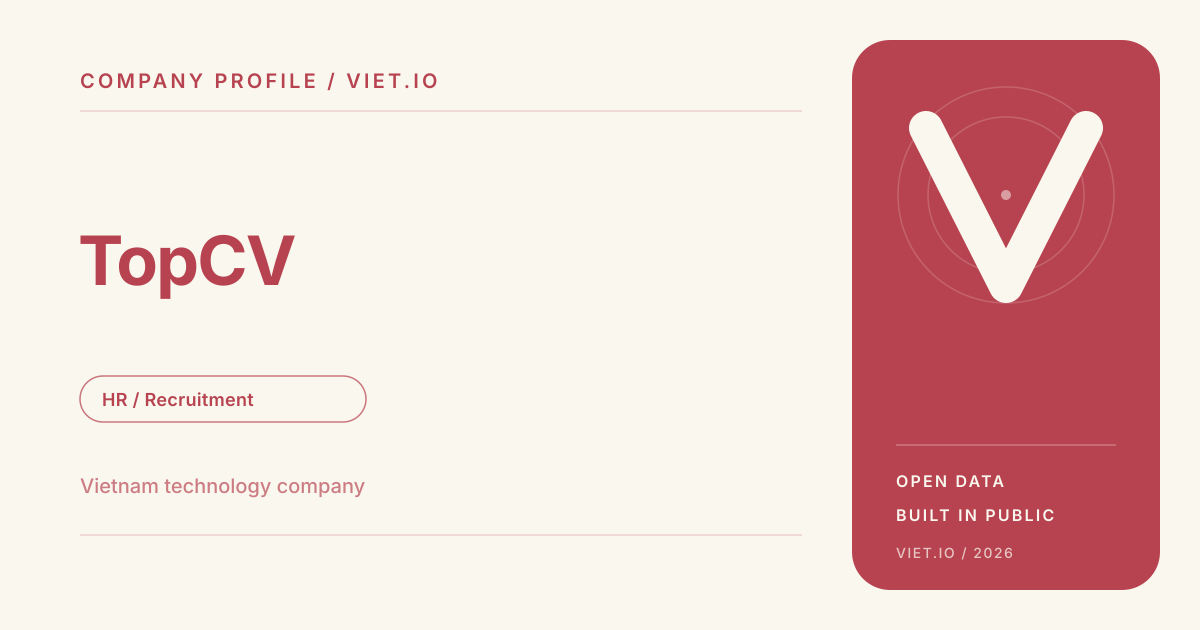 COMPANY PROFILE / VIET.IO
TopCV
HR / Recruitment
Vietnam technology company
OPEN DATA
BUILT IN PUBLIC
VIET.IO / 2026